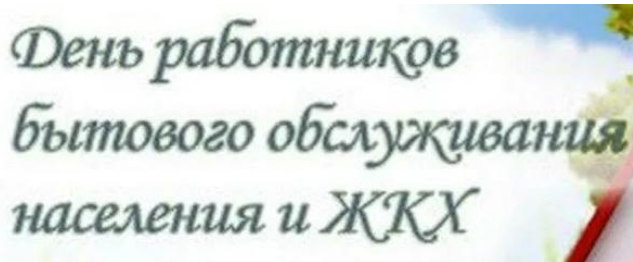 День работников
бытового обслуживания
населения и ЖКХ